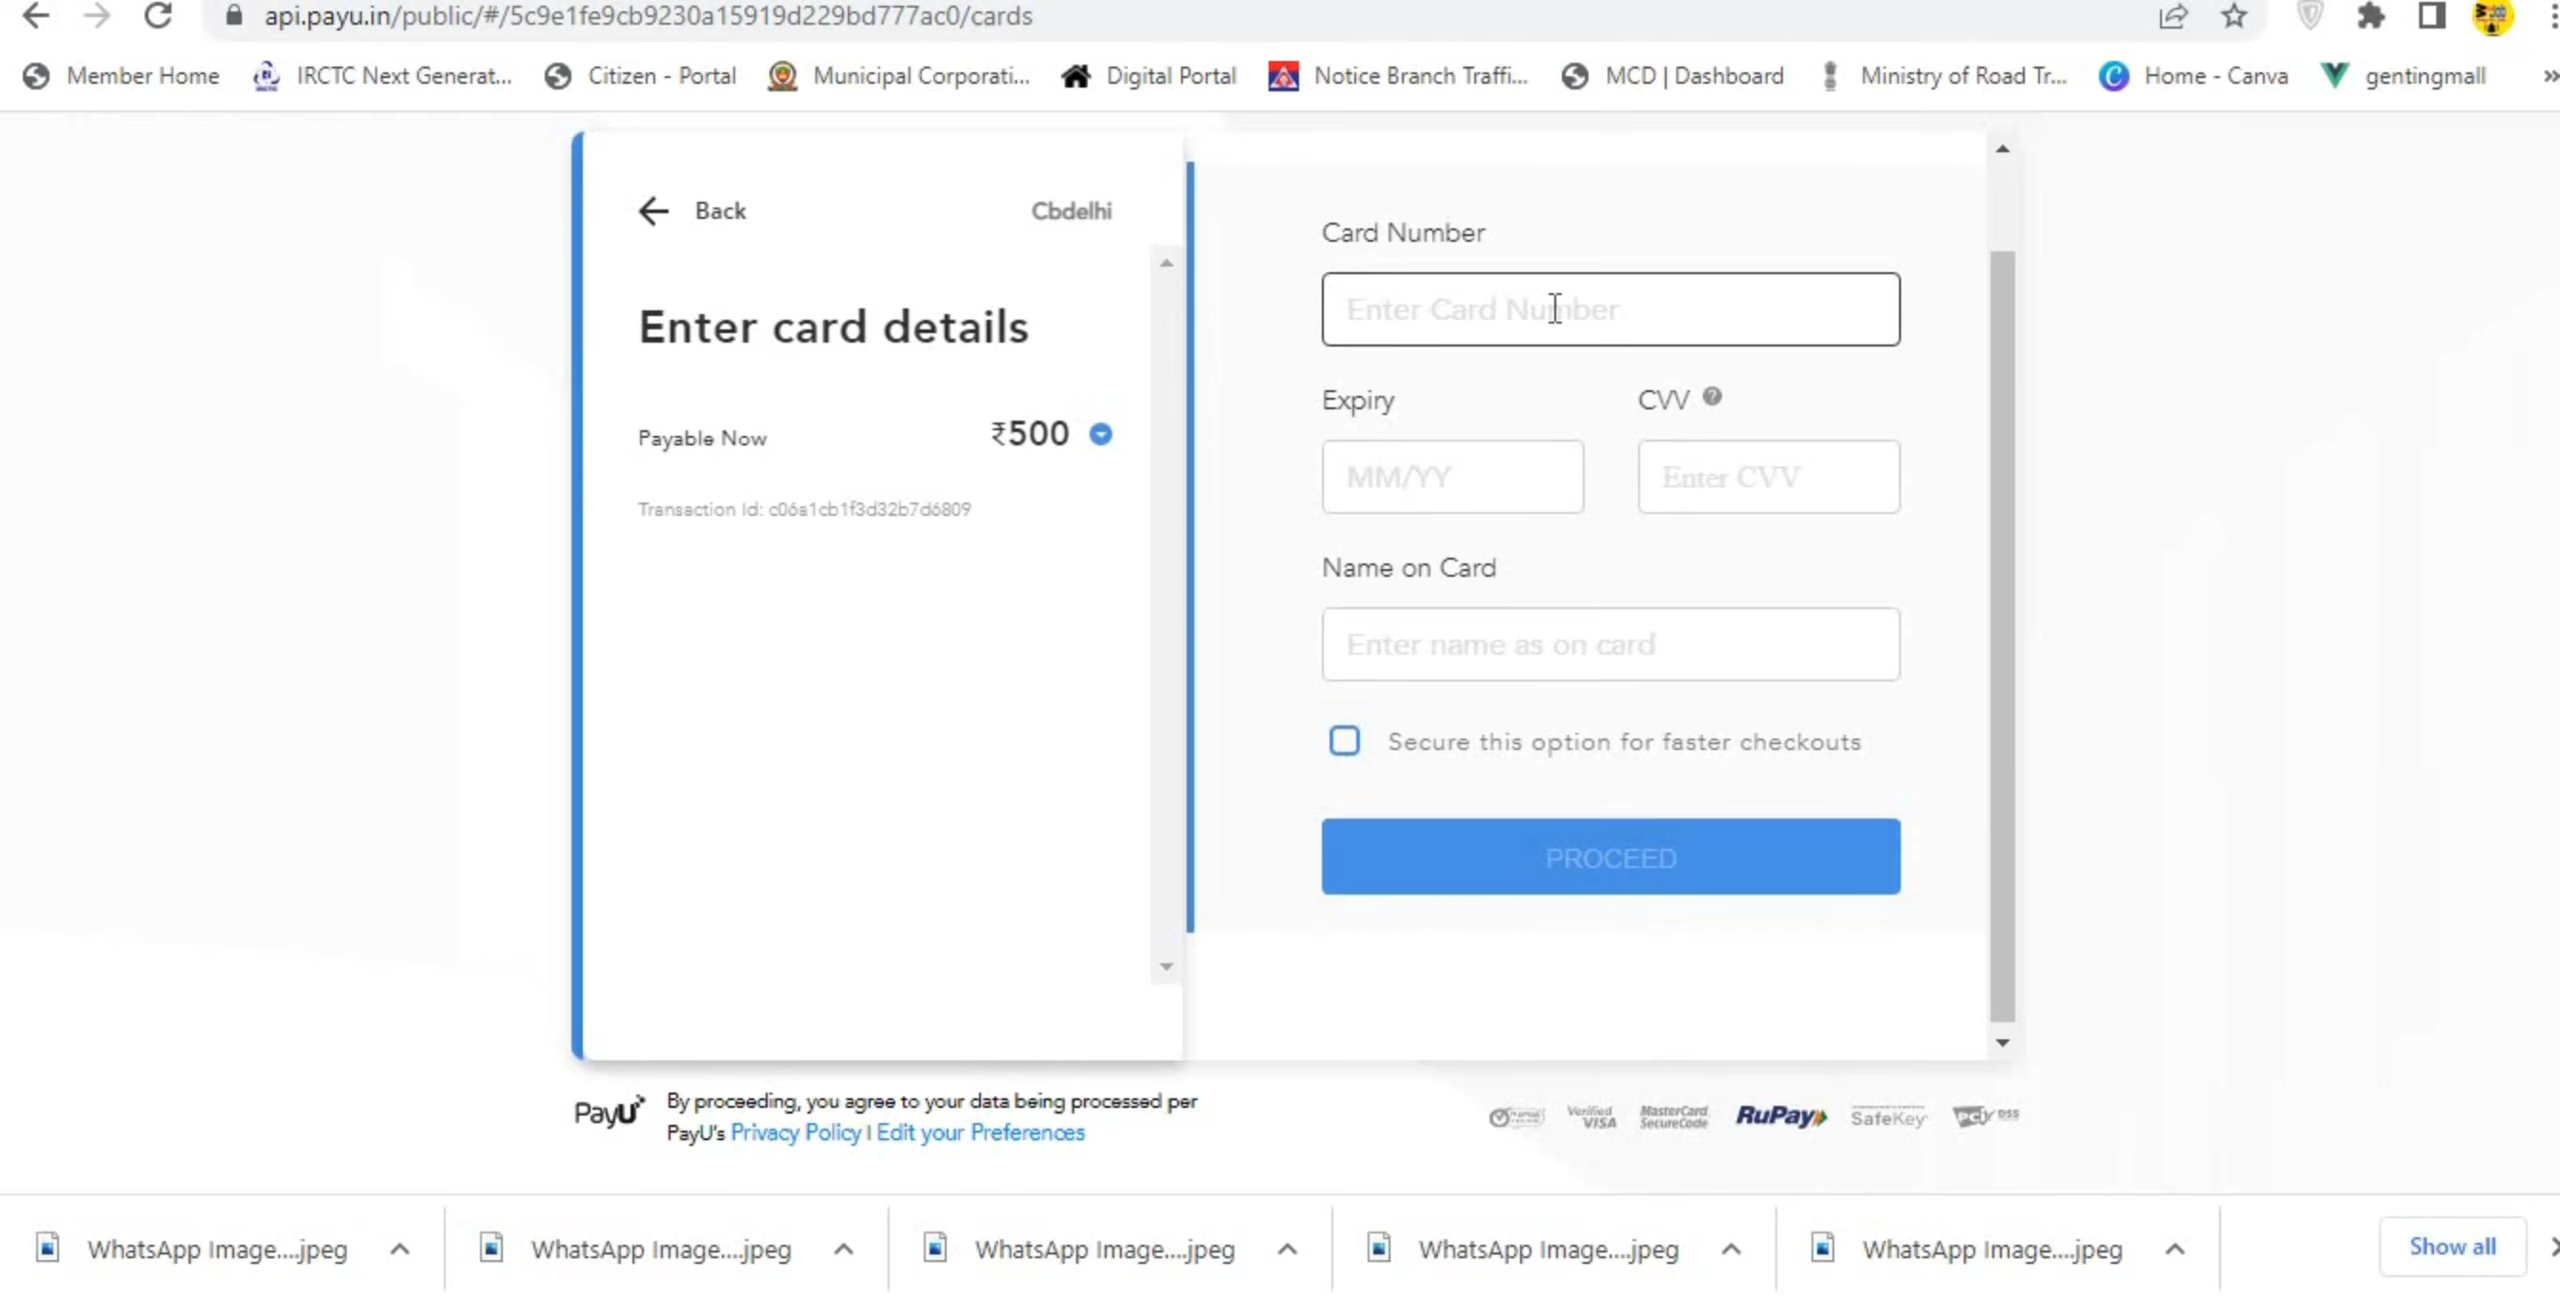 api.payu.in/public/#/5c9e1fe9cb9230a15919d229bd777ac0/cards
Member Home IRCTC Next Generat... Citizen - Portal Municipal Corporati... Digital Portal Notice Branch Traffi... MCD | Dashboard Ministry of Road Tr... Home - Canva gentingmall »
Back Cbdelhi
Enter card details
Payable Now ₹500
Transaction Id: c06a1cb1f3d32b7d6809
Card Number
Enter Card Number
Expiry CVV ?
MM/YY Enter CVV
Name on Card
Enter name as on card
Secure this option for faster checkouts
PROCEED
PayU By proceeding, you agree to your data being processed per
PayU's Privacy Policy | Edit your Preferences
Verified VISA MasterCard SecureCode RuPay SafeKey pci DSS
WhatsApp Image....jpeg WhatsApp Image....jpeg WhatsApp Image....jpeg WhatsApp Image....jpeg WhatsApp Image....jpeg Show all